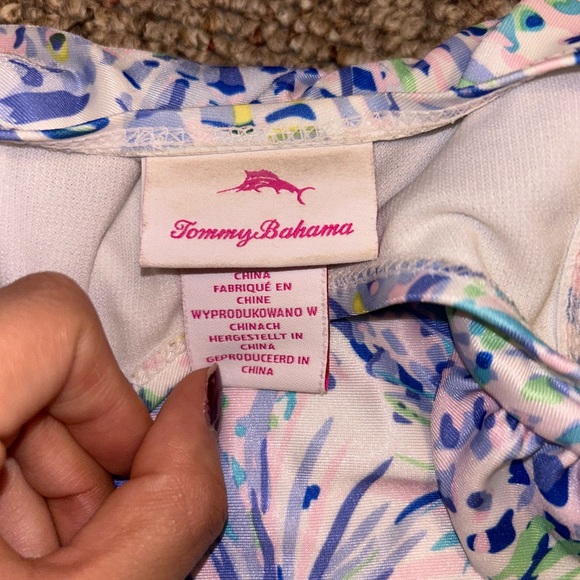 Tommy Bahama
CHINA
FABRIQUÉ EN
CHINE
WYPRODUKOWANO W
CHINACH
HERGESTELLT IN
CHINA
GEPRODUCEERD IN
CHINA